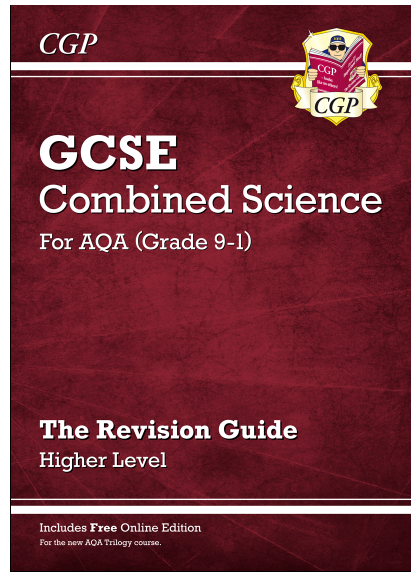 CGP
CGP
CGP
GCSE
Combined Science
For AQA (Grade 9-1)
The Revision Guide
Higher Level
Includes Free Online Edition
For the new AQA Trilogy course.